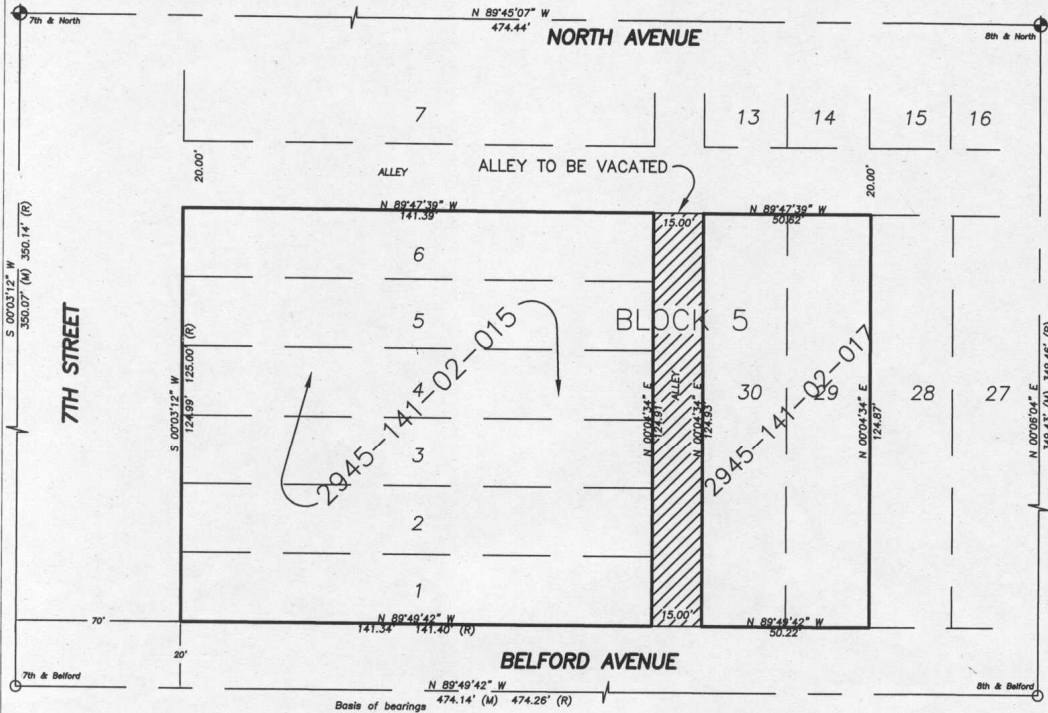 N 89°45'07" W
474.44'
7th & North
NORTH AVENUE
8th & North
7
13
14
15
16
20.00'
ALLEY
ALLEY TO BE VACATED
20.00'
N 89°47'39" W
141.39'
15.00'
N 89°47'39" W
50.62'
S 00°03'12" W
350.07' (M) 350.14' (R)
7TH STREET
6
5
4
3
2
1
2945-141-02-015
BLOCK 5
S 00°03'12" W
124.99' 125.00' (R)
N 00°04'34" E
124.91'
ALLEY
N 00°04'34" E
124.93'
30
29
2945-141-02-017
N 00°04'34" E
124.87'
28
27
N 00°06'04" E
349.43' (M) 349.46' (R)
70'
N 89°49'42" W
141.34' 141.40' (R)
15.00'
N 89°49'42" W
50.22'
20'
BELFORD AVENUE
7th & Belford
N 89°49'42" W
Basis of bearings 474.14' (M) 474.26' (R)
8th & Belford